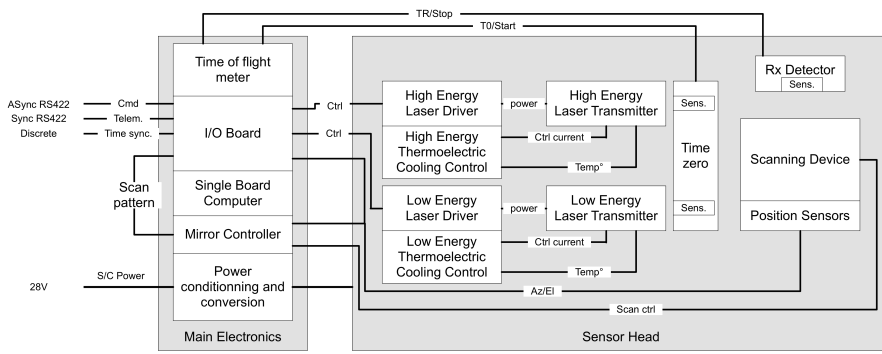 TR/Stop
T0/Start
Time of flight
meter
Rx Detector
Sens.
ASync RS422
Cmd
Sync RS422
Telem.
Discrete
Time sync.
I/O Board
Ctrl
Ctrl
High Energy
Laser Driver
power
High Energy
Laser Transmitter
Sens.
High Energy
Thermoelectric
Cooling Control
Ctrl current
Temp°
Time
zero
Scanning Device
Scan
pattern
Single Board
Computer
Low Energy
Laser Driver
power
Low Energy
Laser Transmitter
Sens.
Position Sensors
Mirror Controller
Low Energy
Thermoelectric
Cooling Control
Ctrl current
Temp°
28V
S/C Power
Power
conditionning and
conversion
Az/El
Scan ctrl
Main Electronics
Sensor Head